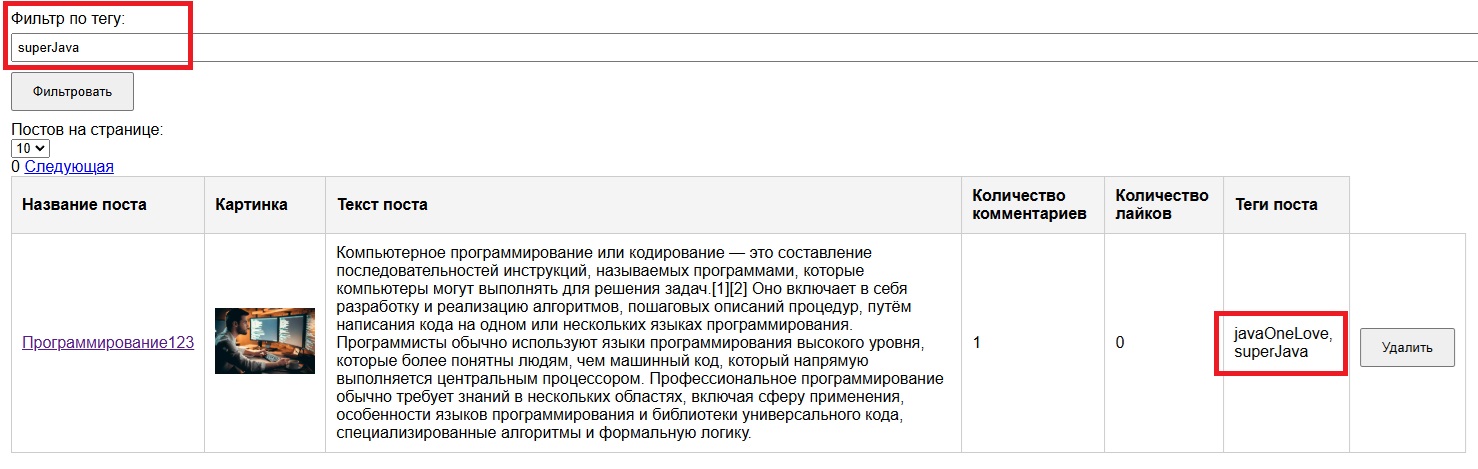 Фильтр по тегу:
superJava
Фильтровать
Постов на странице:
10
0 Следующая
Название поста
Картинка
Текст поста
Количество
комментариев
Количество
лайков
Теги поста
Программирование123
Компьютерное программирование или кодирование — это составление
последовательностей инструкций, называемых программами, которые
компьютеры могут выполнять для решения задач.[1][2] Оно включает в себя
разработку и реализацию алгоритмов, пошаговых описаний процедур, путём
написания кода на одном или нескольких языках программирования.
Программисты обычно используют языки программирования высокого уровня,
которые более понятны людям, чем машинный код, который напрямую
выполняется центральным процессором. Профессиональное программирование
обычно требует знаний в нескольких областях, включая сферу применения,
особенности языков программирования и библиотеки универсального кода,
специализированные алгоритмы и формальную логику.
1
0
javaOneLove,
superJava
Удалить